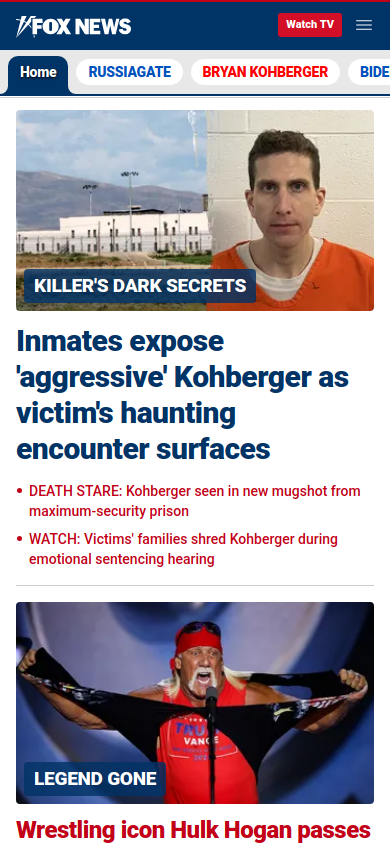 FOX NEWS
Watch TV
Home
RUSSIAGATE
BRYAN KOHBERGER
BIDE
KILLER'S DARK SECRETS
Inmates expose
'aggressive' Kohberger as
victim's haunting
encounter surfaces
• DEATH STARE: Kohberger seen in new mugshot from
maximum-security prison
• WATCH: Victims' families shred Kohberger during
emotional sentencing hearing
TRUMP
VANCE
LEGEND GONE
Wrestling icon Hulk Hogan passes